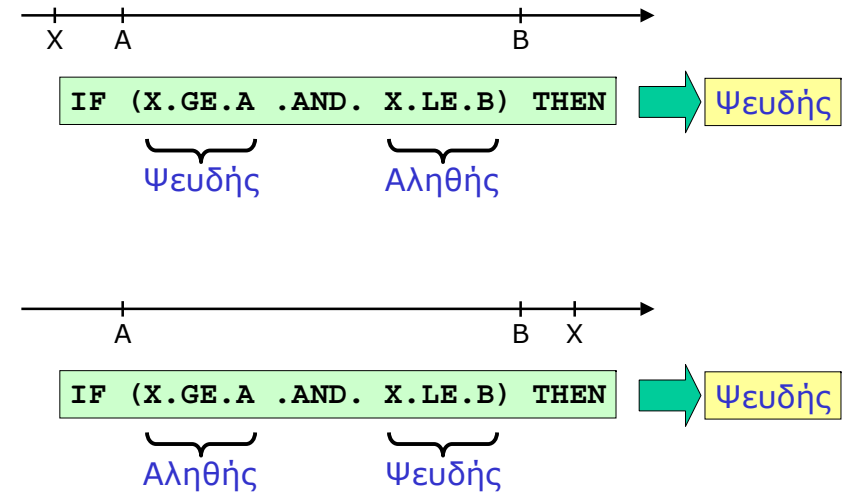 X A B
IF (X.GE.A .AND. X.LE.B) THEN Ψευδής
Ψευδής Αληθής
A B X
IF (X.GE.A .AND. X.LE.B) THEN Ψευδής
Αληθής Ψευδής